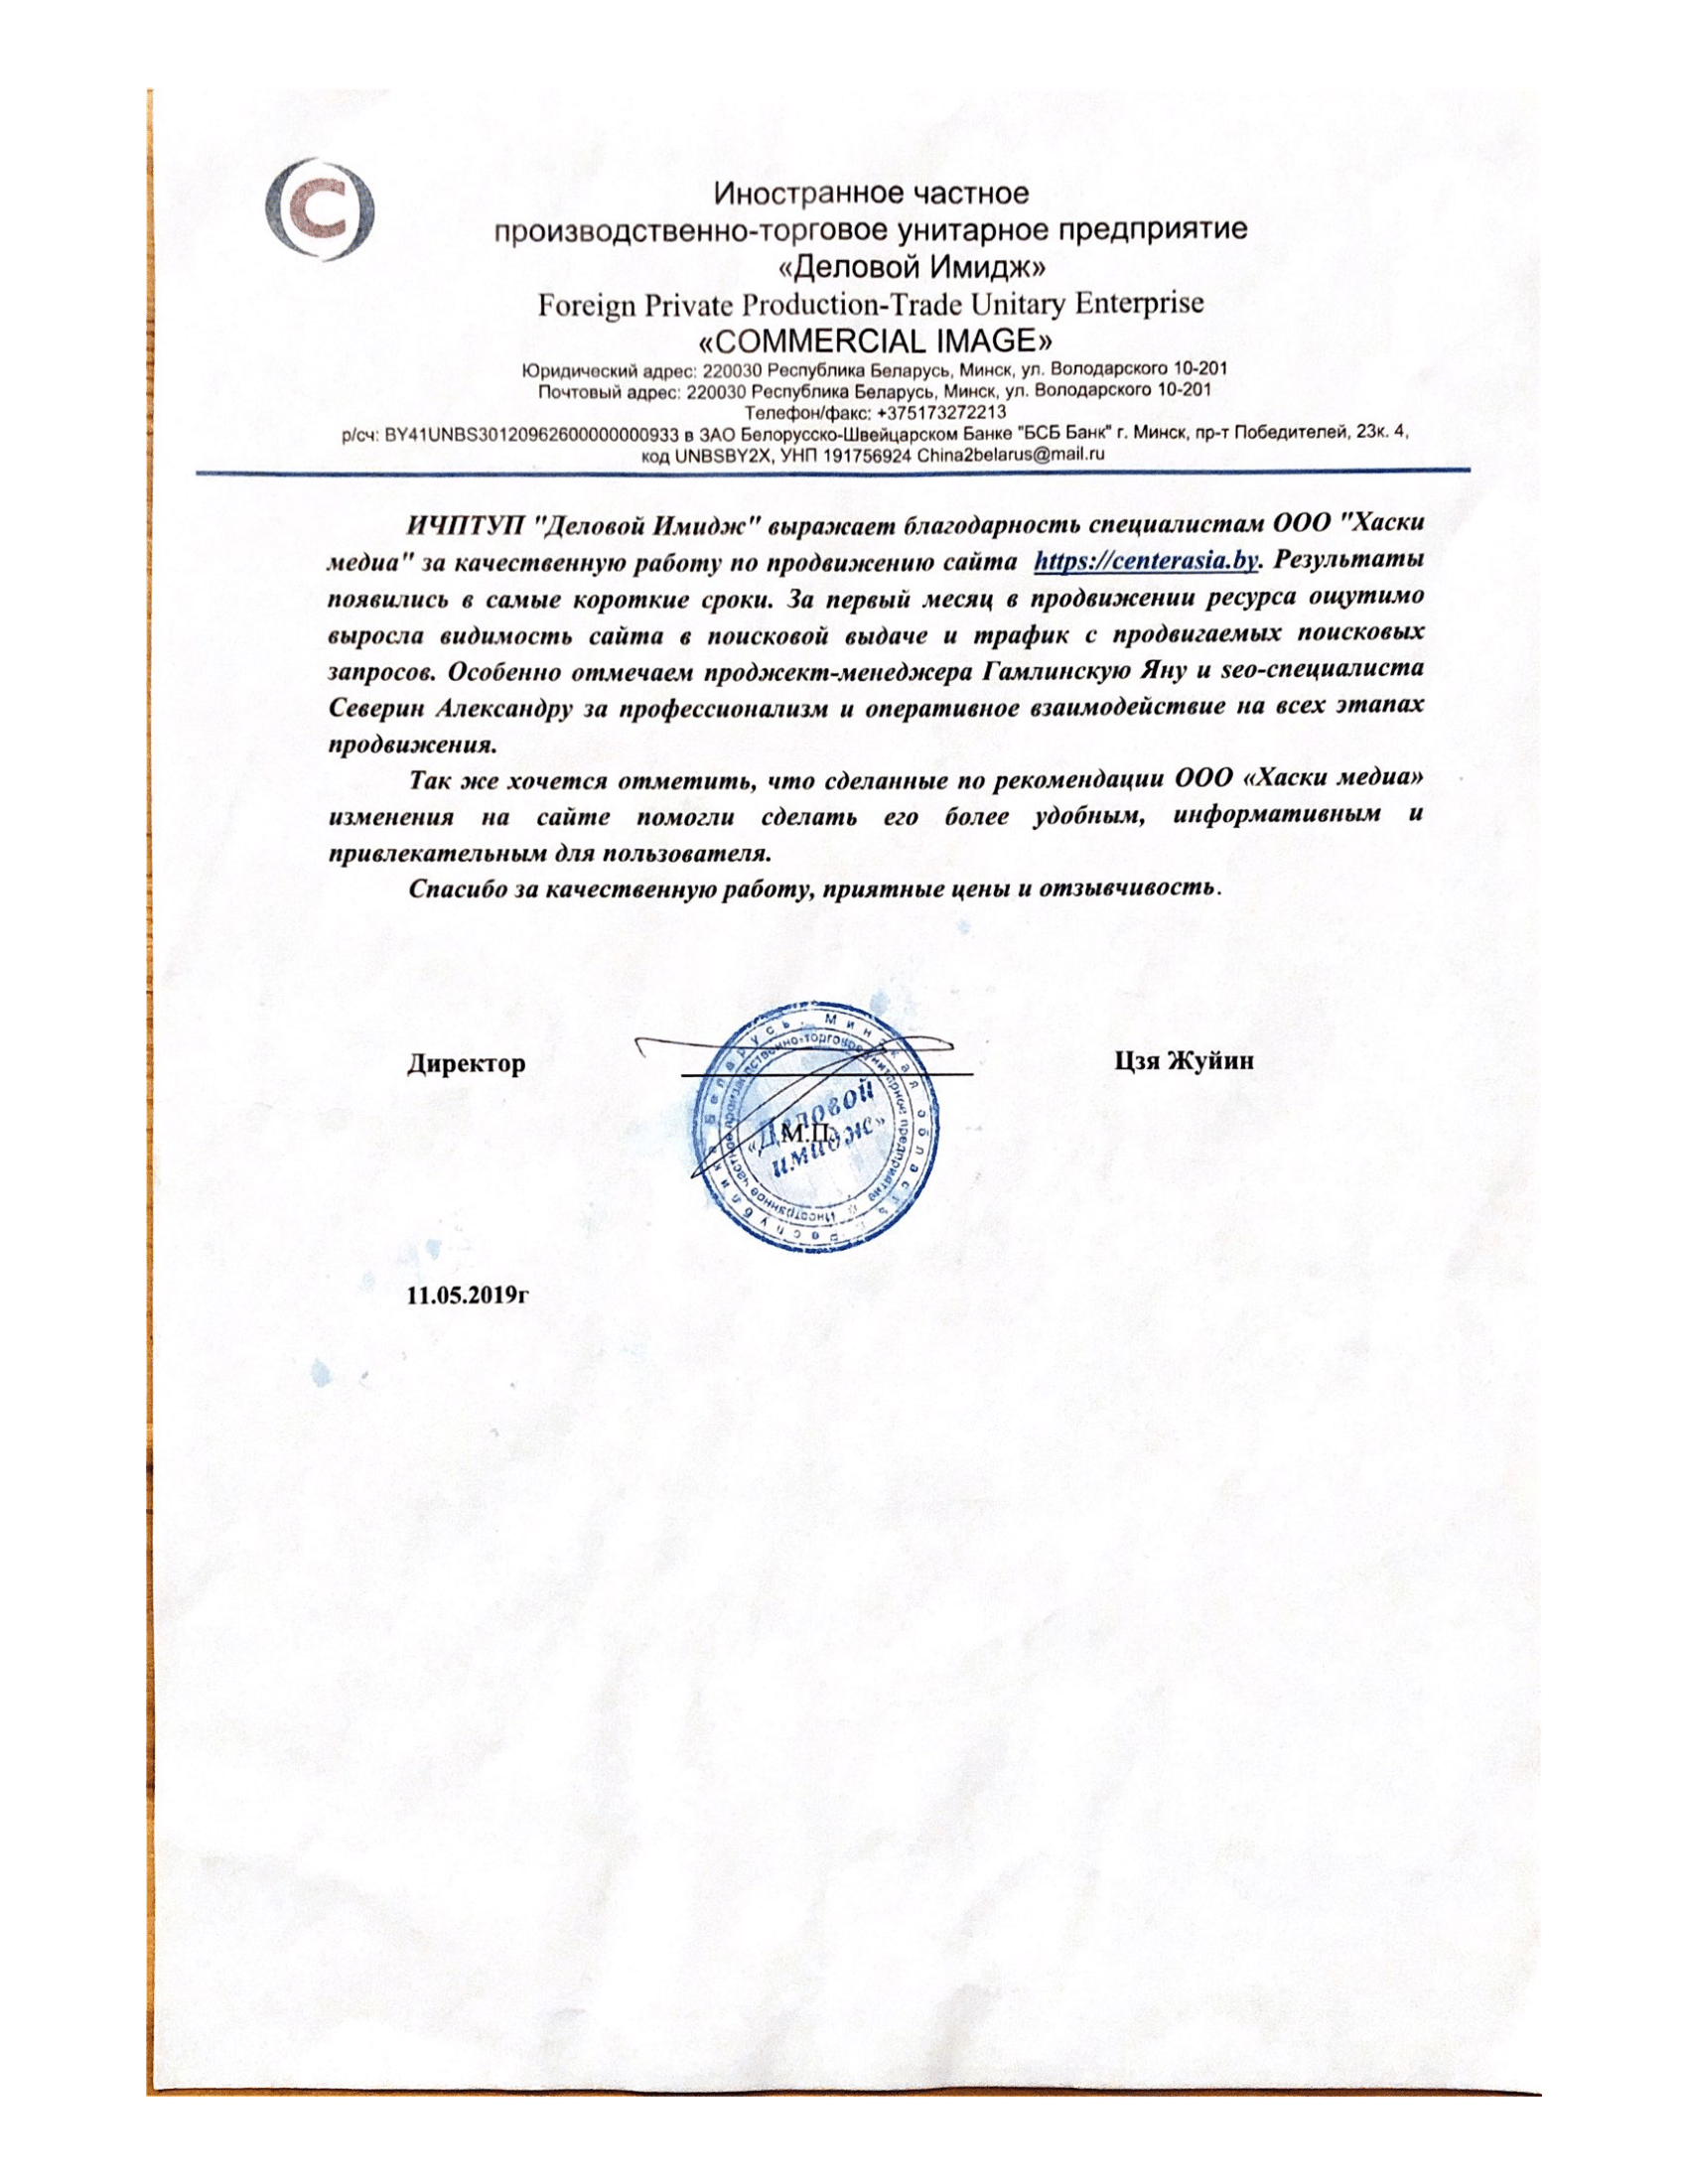 C
Иностранное частное
производственно-торговое унитарное предприятие
«Деловой Имидж»
Foreign Private Production-Trade Unitary Enterprise
«COMMERCIAL IMAGE»
Юридический адрес: 220030 Республика Беларусь, Минск, ул. Володарского 10-201
Почтовый адрес: 220030 Республика Беларусь, Минск, ул. Володарского 10-201
Телефон/факс: +375173272213
р/сч: BY41UNBS30120962600000000933 в ЗАО Белорусско-Швейцарском Банке "БСБ Банк" г. Минск, пр-т Победителей, 23к. 4,
код UNBSBY2X, УНП 191756924 China2belarus@mail.ru
ИЧПТУП "Деловой Имидж" выражает благодарность специалистам ООО "Хаски
медиа" за качественную работу по продвижению сайта https://centerasia.by. Результаты
появились в самые короткие сроки. За первый месяц в продвижении ресурса ощутимо
выросла видимость сайта в поисковой выдаче и трафик с продвигаемых поисковых
запросов. Особенно отмечаем проджект-менеджера Гамлинскую Яну и seo-специалиста
Северин Александру за профессионализм и оперативное взаимодействие на всех этапах
продвижения.
Так же хочется отметить, что сделанные по рекомендации ООО «Хаски медиа»
изменения на сайте помогли сделать его более удобным, информативным и
привлекательным для пользователя.
Спасибо за качественную работу, приятные цены и отзывчивость.
Директор
Цзя Жуйин
Республика Беларусь, Минская область
Иностранное частное производственно-торговое унитарное предприятие
«Деловой
имидж»
М.П.
11.05.2019г